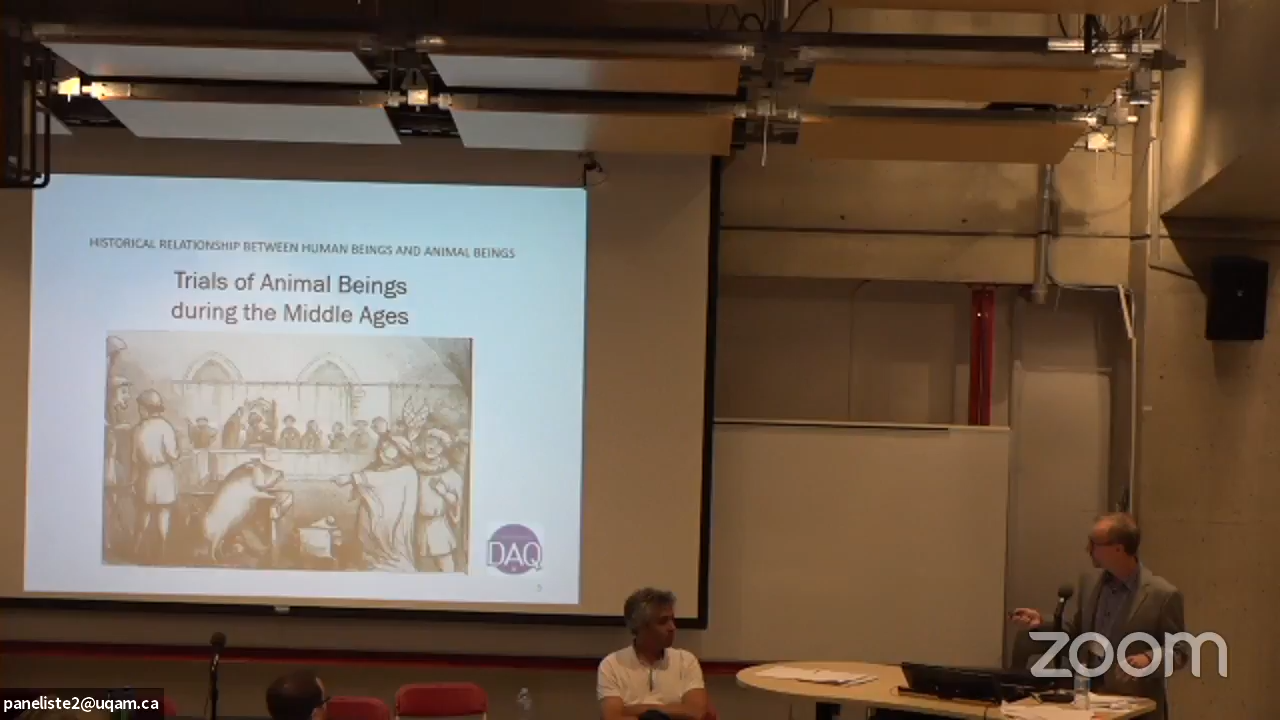 HISTORICAL RELATIONSHIP BETWEEN HUMAN BEINGS AND ANIMAL BEINGS
Trials of Animal Beings
during the Middle Ages
DAQ
5
zoom
paneliste2@uqam.ca